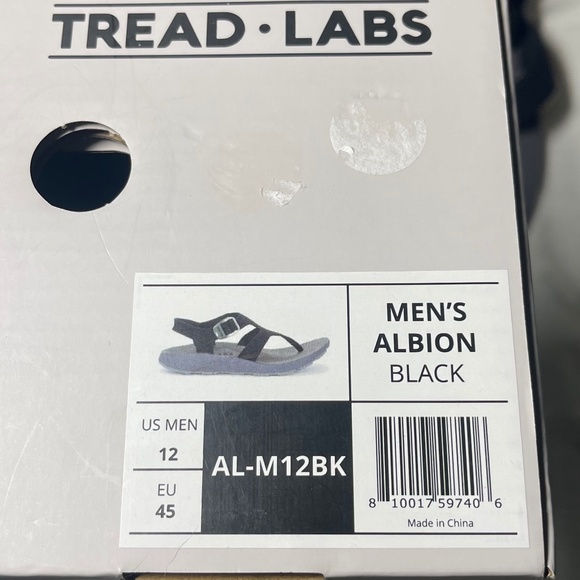 TREAD · LABS
MEN'S
ALBION
BLACK
US MEN
12
EU
45
AL-M12BK
8 10017 59740 6
Made in China